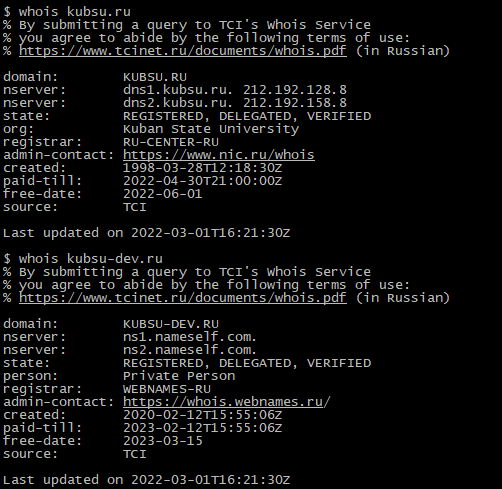 $ whois kubsu.ru
% By submitting a query to TCI's Whois Service
% you agree to abide by the following terms of use:
% https://www.tcinet.ru/documents/whois.pdf (in Russian)
domain: KUBSU.RU
nserver: dns1.kubsu.ru. 212.192.128.8
nserver: dns2.kubsu.ru. 212.192.158.8
state: REGISTERED, DELEGATED, VERIFIED
org: Kuban State University
registrar: RU-CENTER-RU
admin-contact: https://www.nic.ru/whois
created: 1998-03-28T12:18:30Z
paid-till: 2022-04-30T21:00:00Z
free-date: 2022-06-01
source: TCI
Last updated on 2022-03-01T16:21:30Z
$ whois kubsu-dev.ru
% By submitting a query to TCI's Whois Service
% you agree to abide by the following terms of use:
% https://www.tcinet.ru/documents/whois.pdf (in Russian)
domain: KUBSU-DEV.RU
nserver: ns1.nameself.com.
nserver: ns2.nameself.com.
state: REGISTERED, DELEGATED, VERIFIED
person: Private Person
registrar: WEBNAMES-RU
admin-contact: https://whois.webnames.ru/
created: 2020-02-12T15:55:06Z
paid-till: 2023-02-12T15:55:06Z
free-date: 2023-03-15
source: TCI
Last updated on 2022-03-01T16:21:30Z